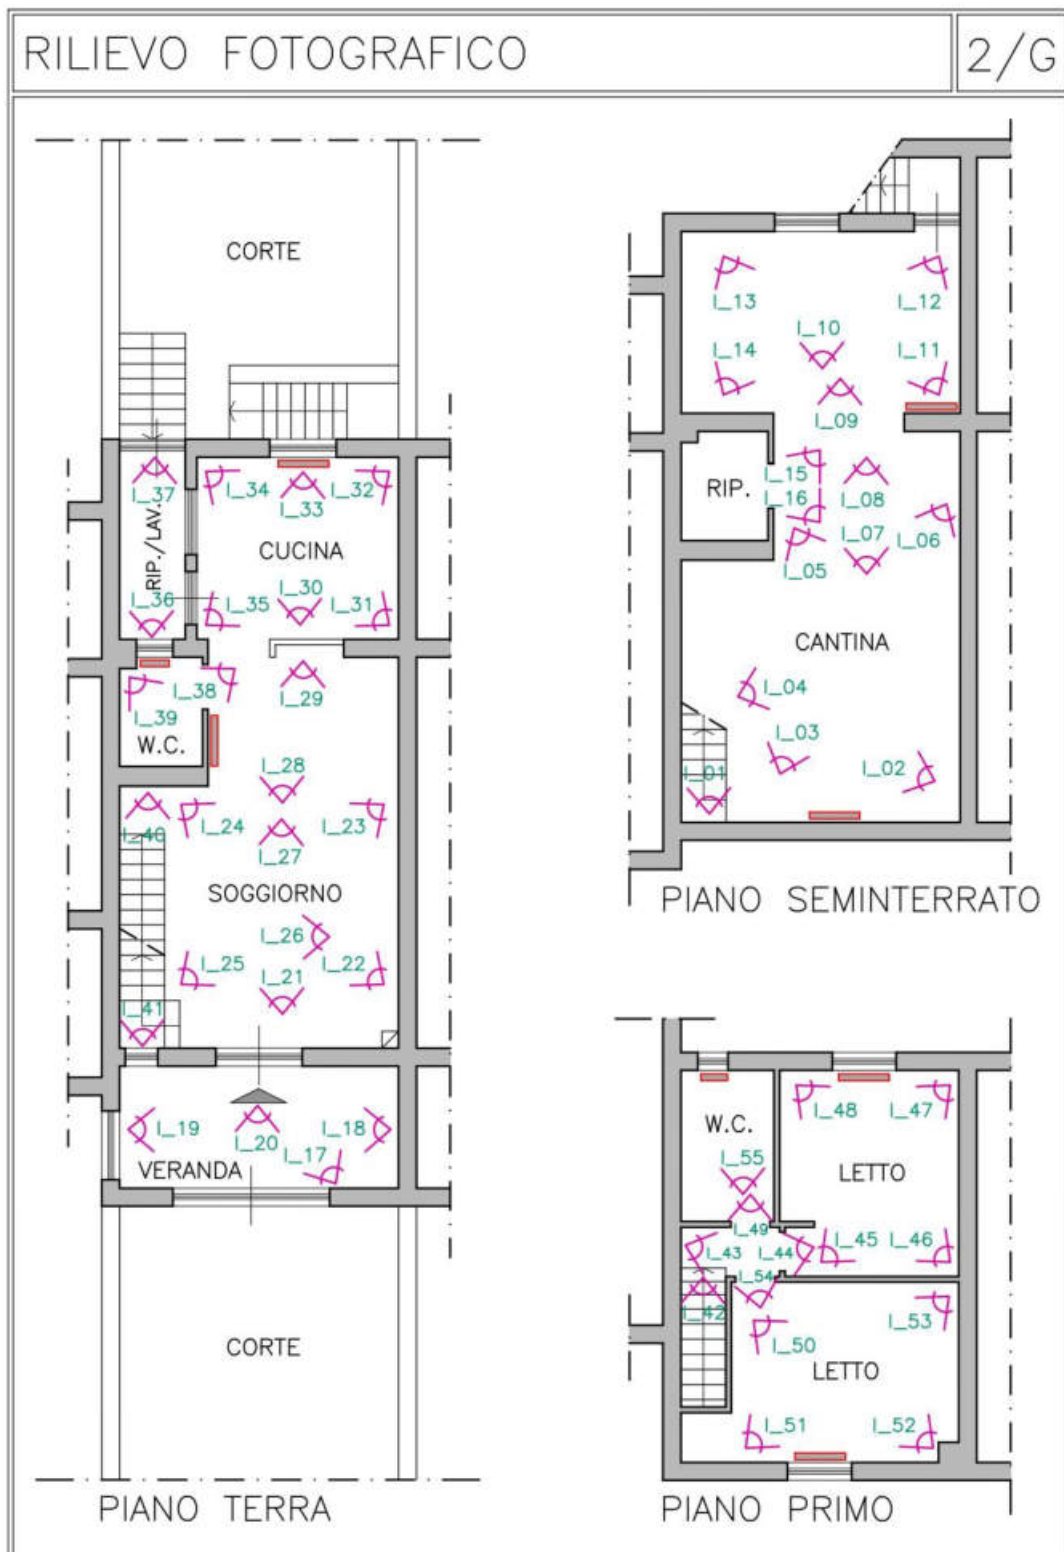 RILIEVO FOTOGRAFICO
2/G
CORTE
I_37
I_34
I_32
I_33
RIP./LAV.
CUCINA
I_36
I_35
I_30
I_31
I_38
I_29
I_39
W.C.
I_28
I_40
I_24
I_23
I_27
SOGGIORNO
I_26
I_25
I_22
I_21
I_41
I_19
I_20
I_18
I_17
VERANDA
CORTE
PIANO TERRA
I_13
I_12
I_10
I_14
I_11
I_09
I_15
RIP.
I_16
I_08
I_07
I_06
I_05
CANTINA
I_04
I_03
I_01
I_02
PIANO SEMINTERRATO
I_48
I_47
W.C.
I_55
LETTO
I_49
I_43
I_44
I_45
I_46
I_54
I_42
I_53
I_50
LETTO
I_51
I_52
PIANO PRIMO